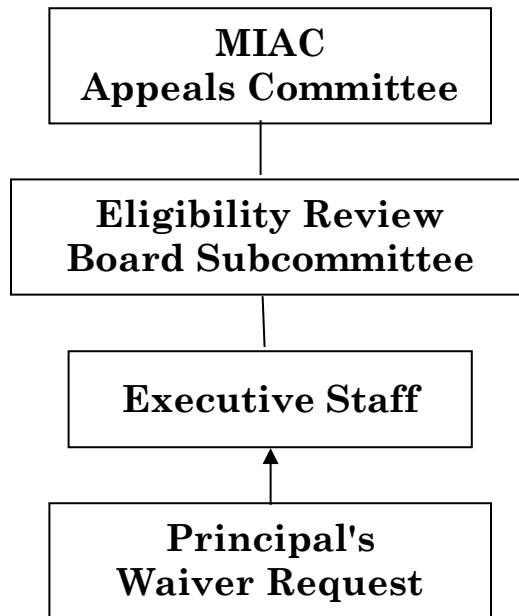 MIAC
Appeals Committee
Eligibility Review
Board Subcommittee
Executive Staff
Principal's
Waiver Request